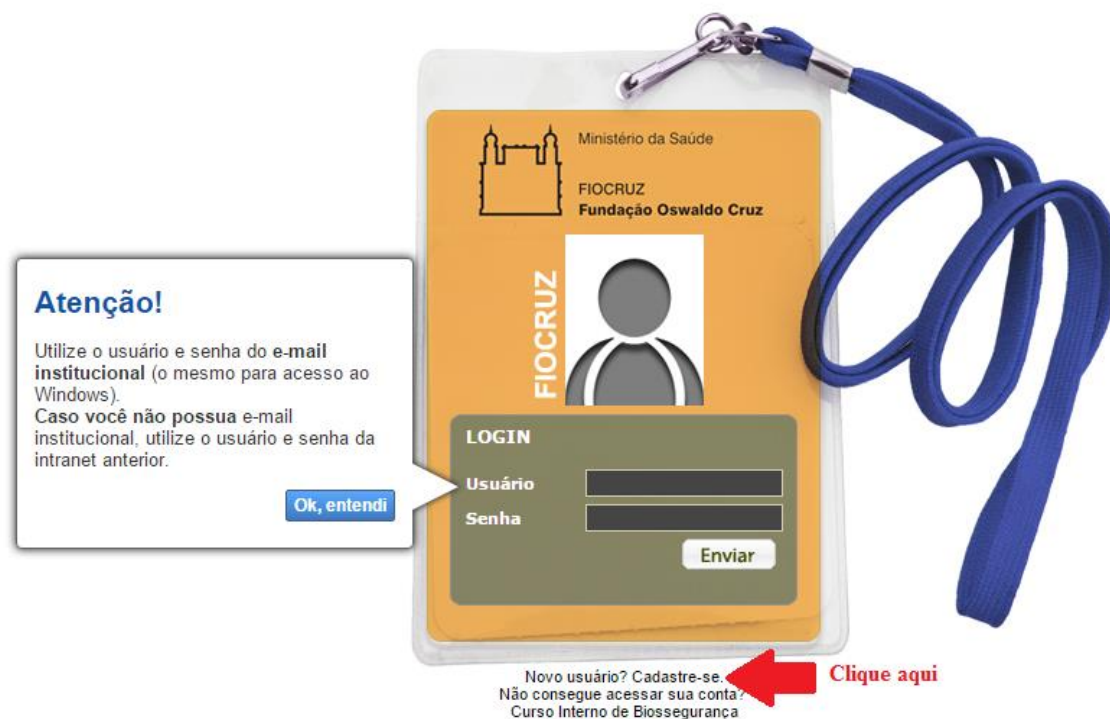 Ministério da Saúde
FIOCRUZ
Fundação Oswaldo Cruz
FIOCRUZ
Atenção!
Utilize o usuário e senha do e-mail
institucional (o mesmo para acesso ao
Windows).
Caso você não possua e-mail
institucional, utilize o usuário e senha da
intranet anterior.
Ok, entendi
LOGIN
Usuário
Senha
Enviar
Novo usuário? Cadastre-se.
Clique aqui
Não consegue acessar sua conta?
Curso Interno de Biossegurança